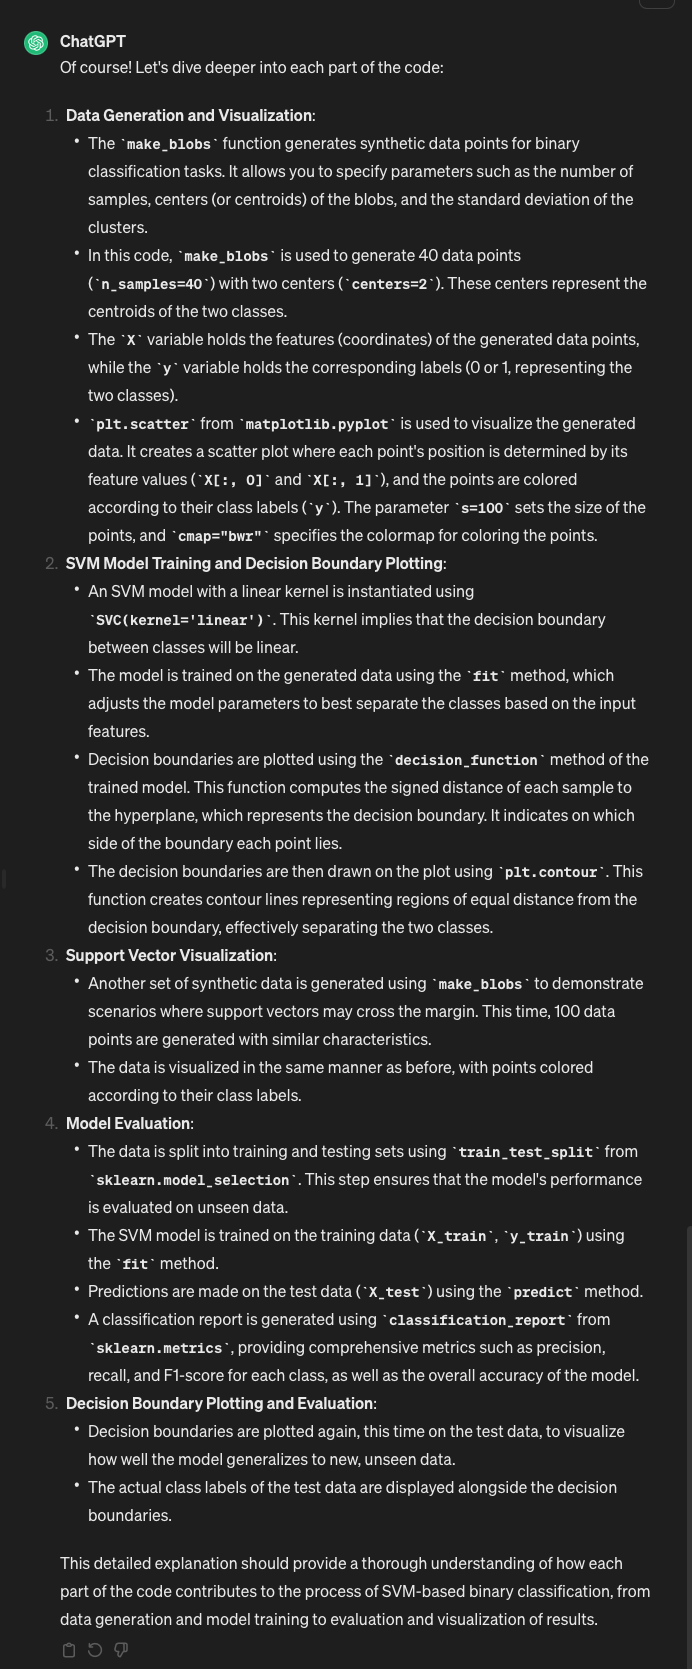 ChatGPT
Of course! Let's dive deeper into each part of the code:
1. Data Generation and Visualization:
• The `make_blobs` function generates synthetic data points for binary
classification tasks. It allows you to specify parameters such as the number of
samples, centers (or centroids) of the blobs, and the standard deviation of the
clusters.
• In this code, `make_blobs` is used to generate 40 data points
(`n_samples=40`) with two centers (`centers=2`). These centers represent the
centroids of the two classes.
• The `X` variable holds the features (coordinates) of the generated data points,
while the `y` variable holds the corresponding labels (0 or 1, representing the
two classes).
• `plt.scatter` from `matplotlib.pyplot` is used to visualize the generated
data. It creates a scatter plot where each point's position is determined by its
feature values (`X[:, 0]` and `X[:, 1]`), and the points are colored
according to their class labels (`y`). The parameter `s=100` sets the size of the
points, and `cmap="bwr"` specifies the colormap for coloring the points.
2. SVM Model Training and Decision Boundary Plotting:
• An SVM model with a linear kernel is instantiated using
`SVC(kernel='linear')`. This kernel implies that the decision boundary
between classes will be linear.
• The model is trained on the generated data using the `fit` method, which
adjusts the model parameters to best separate the classes based on the input
features.
• Decision boundaries are plotted using the `decision_function` method of the
trained model. This function computes the signed distance of each sample to
the hyperplane, which represents the decision boundary. It indicates on which
side of the boundary each point lies.
• The decision boundaries are then drawn on the plot using `plt.contour`. This
function creates contour lines representing regions of equal distance from the
decision boundary, effectively separating the two classes.
3. Support Vector Visualization:
• Another set of synthetic data is generated using `make_blobs` to demonstrate
scenarios where support vectors may cross the margin. This time, 100 data
points are generated with similar characteristics.
• The data is visualized in the same manner as before, with points colored
according to their class labels.
4. Model Evaluation:
• The data is split into training and testing sets using `train_test_split` from
`sklearn.model_selection`. This step ensures that the model's performance
is evaluated on unseen data.
• The SVM model is trained on the training data (`X_train`, `y_train`) using
the `fit` method.
• Predictions are made on the test data (`X_test`) using the `predict` method.
• A classification report is generated using `classification_report` from
`sklearn.metrics`, providing comprehensive metrics such as precision,
recall, and F1-score for each class, as well as the overall accuracy of the model.
5. Decision Boundary Plotting and Evaluation:
• Decision boundaries are plotted again, this time on the test data, to visualize
how well the model generalizes to new, unseen data.
• The actual class labels of the test data are displayed alongside the decision
boundaries.
This detailed explanation should provide a thorough understanding of how each
part of the code contributes to the process of SVM-based binary classification, from
data generation and model training to evaluation and visualization of results.